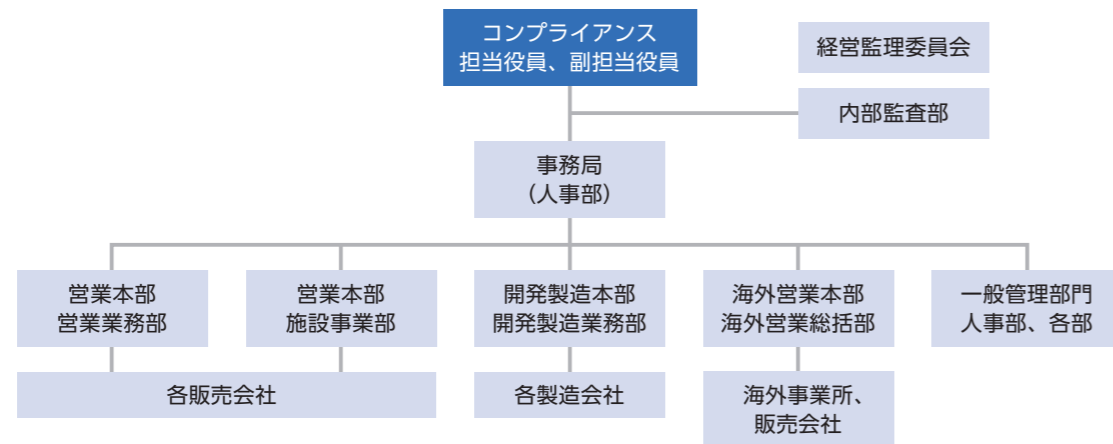 コンプライアンス
担当役員、副担当役員
経営監理委員会
内部監査部
事務局
（人事部）
営業本部
営業業務部
営業本部
施設事業部
開発製造本部
開発製造業務部
海外営業本部
海外営業総括部
一般管理部門
人事部、各部
各販売会社
各製造会社
海外事業所、
販売会社